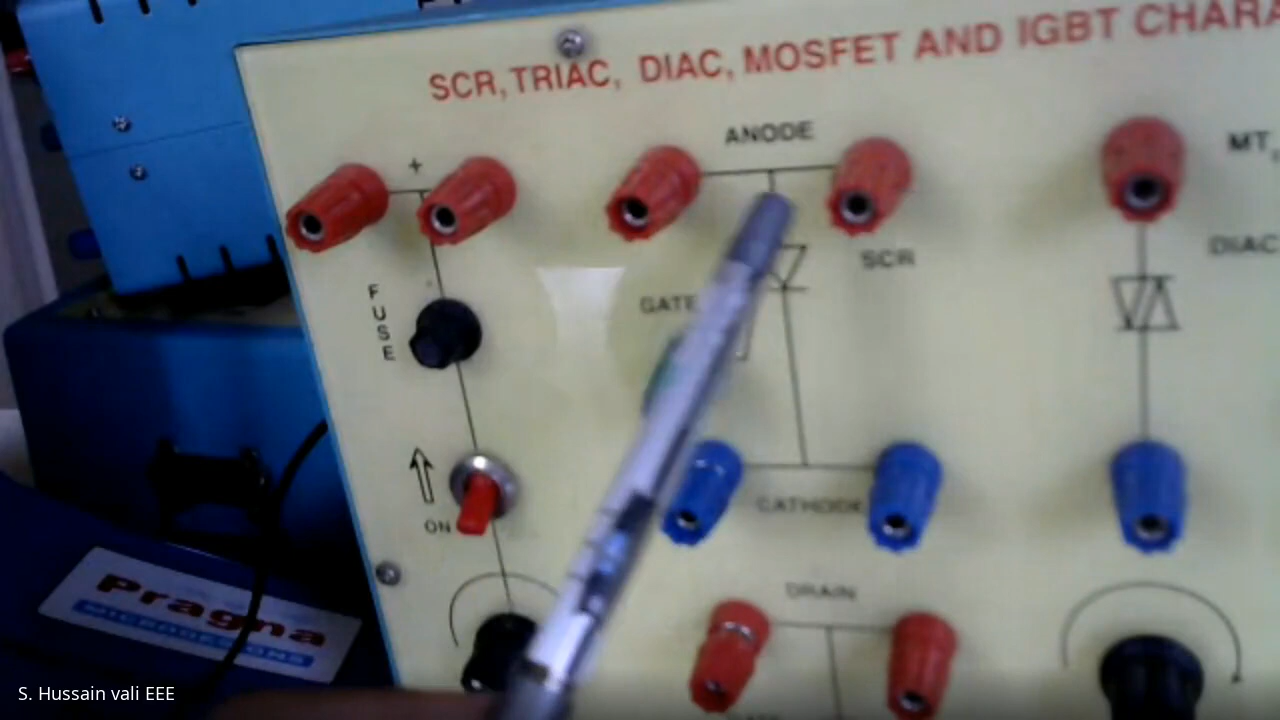 SCR, TRIAC, DIAC, MOSFET AND IGBT CHARA
ANODE
+
MT,
SCR
DIAC
FUSE
GATE
CATHODE
ON
DRAIN
Pragna
MICRODESIGNS
S. Hussain vali EEE